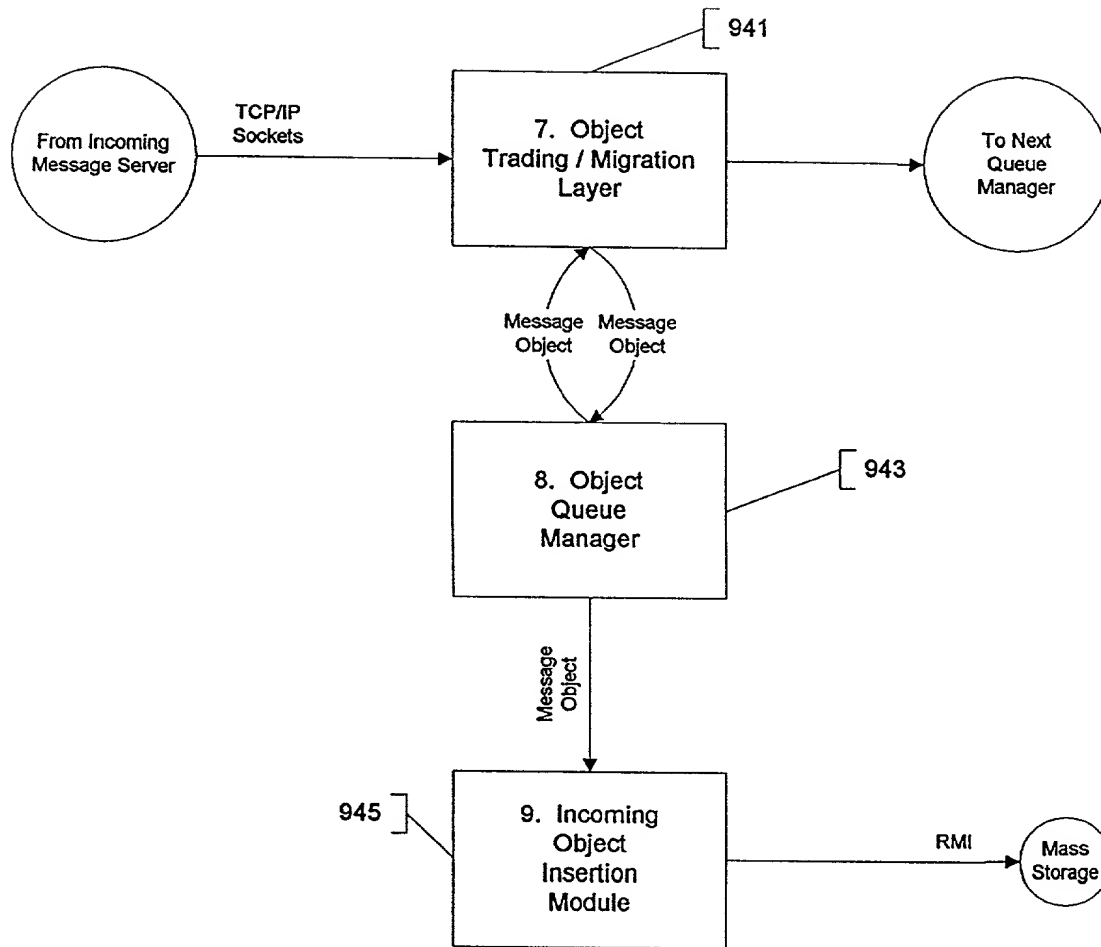 941
From Incoming
Message Server
TCP/IP
Sockets
7. Object
Trading / Migration
Layer
To Next
Queue
Manager
Message
Object
Message
Object
8. Object
Queue
Manager
943
Message
Object
945
9. Incoming
Object
Insertion
Module
RMI
Mass
Storage